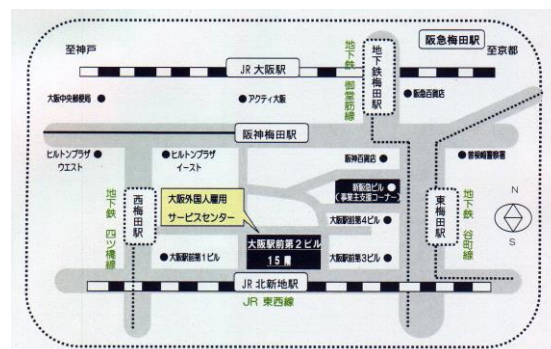 阪急梅田駅
至神戸
至京都
地下鉄
御堂筋線
地下鉄梅田駅
JR 大阪駅
大阪中央郵便局
アクティ大阪
阪急百貨店
阪神梅田駅
ヒルトンプラザ
ウエスト
ヒルトンプラザ
イースト
阪神百貨店
曽根崎警察署
新阪急ビル
(事業主支援コーナー)
大阪外国人雇用
サービスセンター
地下鉄
四ツ橋線
西梅田駅
東梅田駅
地下鉄
谷町線
N
S
大阪駅前第4ビル
大阪駅前第2ビル
15階
大阪駅前第1ビル
大阪駅前第3ビル
JR 北新地駅
JR 東西線